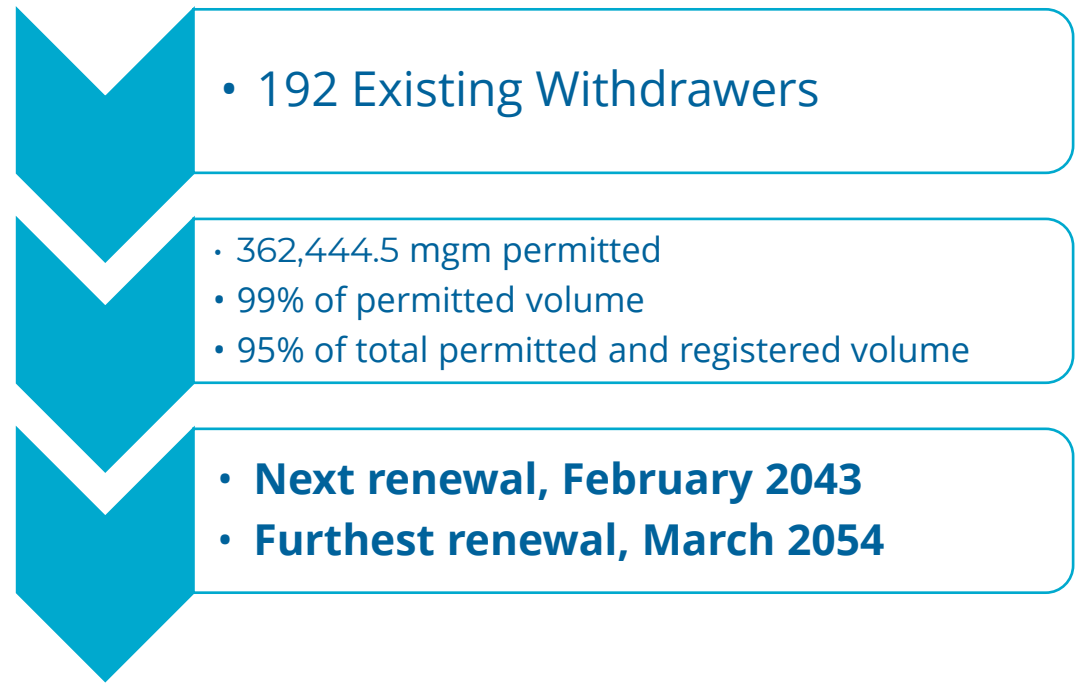 • 192 Existing Withdrawers
• 362,444.5 mgm permitted
• 99% of permitted volume
• 95% of total permitted and registered volume
• Next renewal, February 2043
• Furthest renewal, March 2054